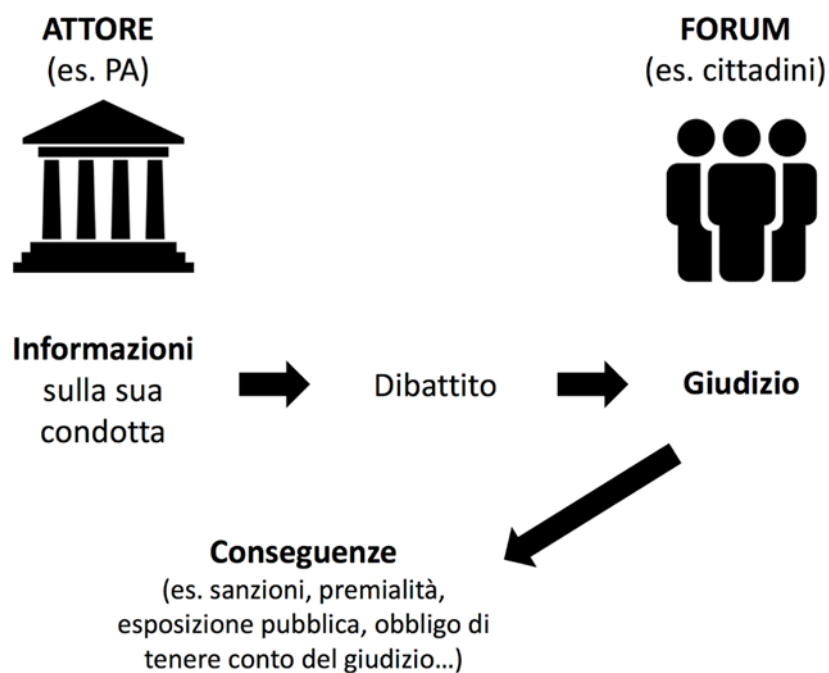 ATTORE
(es. PA)
FORUM
(es. cittadini)
Informazioni
sulla sua
condotta
Dibattito
Giudizio
Conseguenze
(es. sanzioni, premialità,
esposizione pubblica, obbligo di
tenere conto del giudizio…)